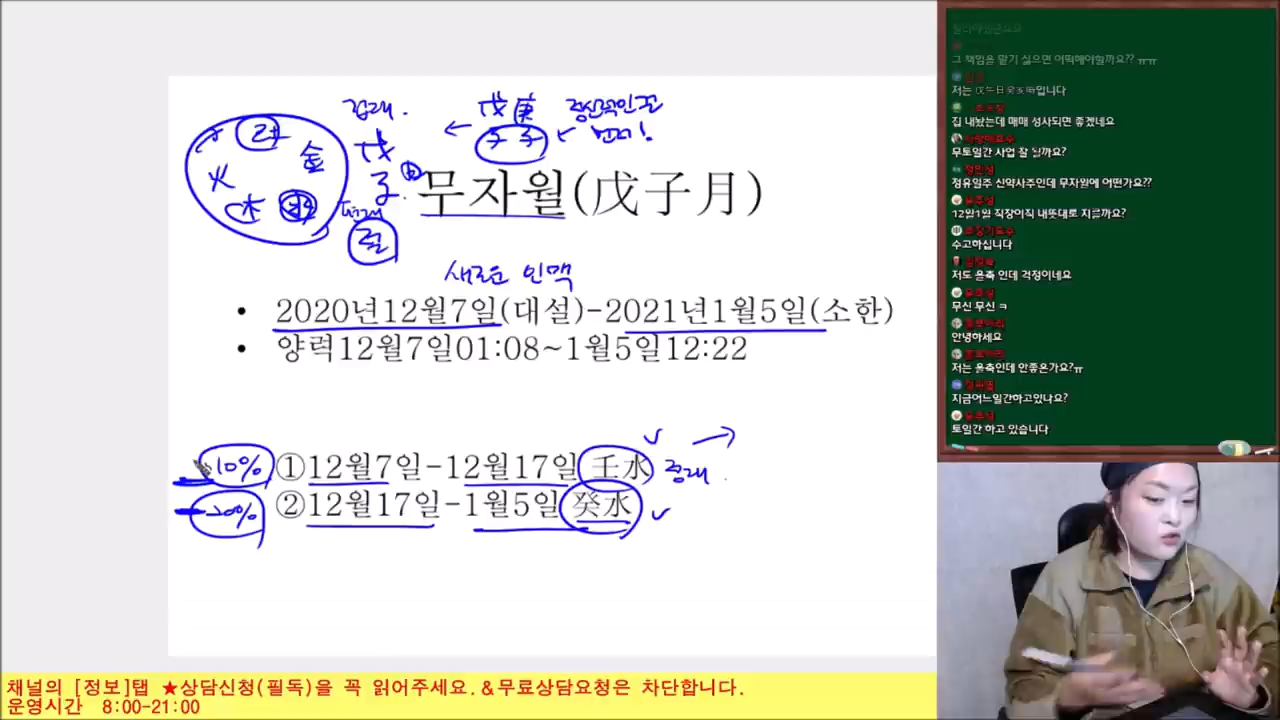 戊 庚
子 子
金
火
水
戊
子
무자월(戊子月)
새로운 인맥
• 2020년12월7일(대설)-2021년1월5일(소한)
• 양력12월7일01:08~1월5일12:22
10% ①12월7일-12월17일 壬水
20% ②12월17일-1월5일 癸水
그 책임을 맡기 싫으면 어떡해야할까요?? ㅠㅠ
집 내놨는데 매매 성사되면 좋겠네요
무토일간 사업 잘 될까요?
정유일주 신약사주인데 무자월에 어떤가요??
12월1일 직장이직 내뜻대로 지를까요?
수고하십니다
저도 을축 인데 걱정이네요
무신 무신 ㅋ
안녕하세요
저는 을축인데 안좋은가요?ㅠ
지금어느일간하고있나요?
토일간 하고 있습니다
채널의 [정보]탭 ★상담신청(필독)을 꼭 읽어주세요.&무료상담요청은 차단합니다.
운영시간 8:00-21:00